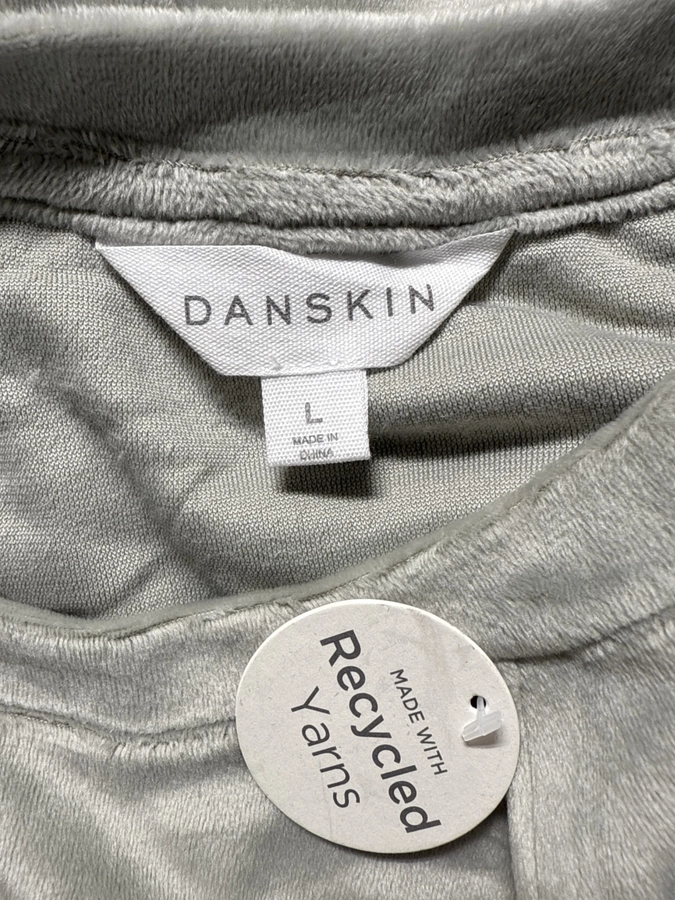 DANSKIN
L
MADE IN
CHINA
MADE WITH
Recycled
Yarns